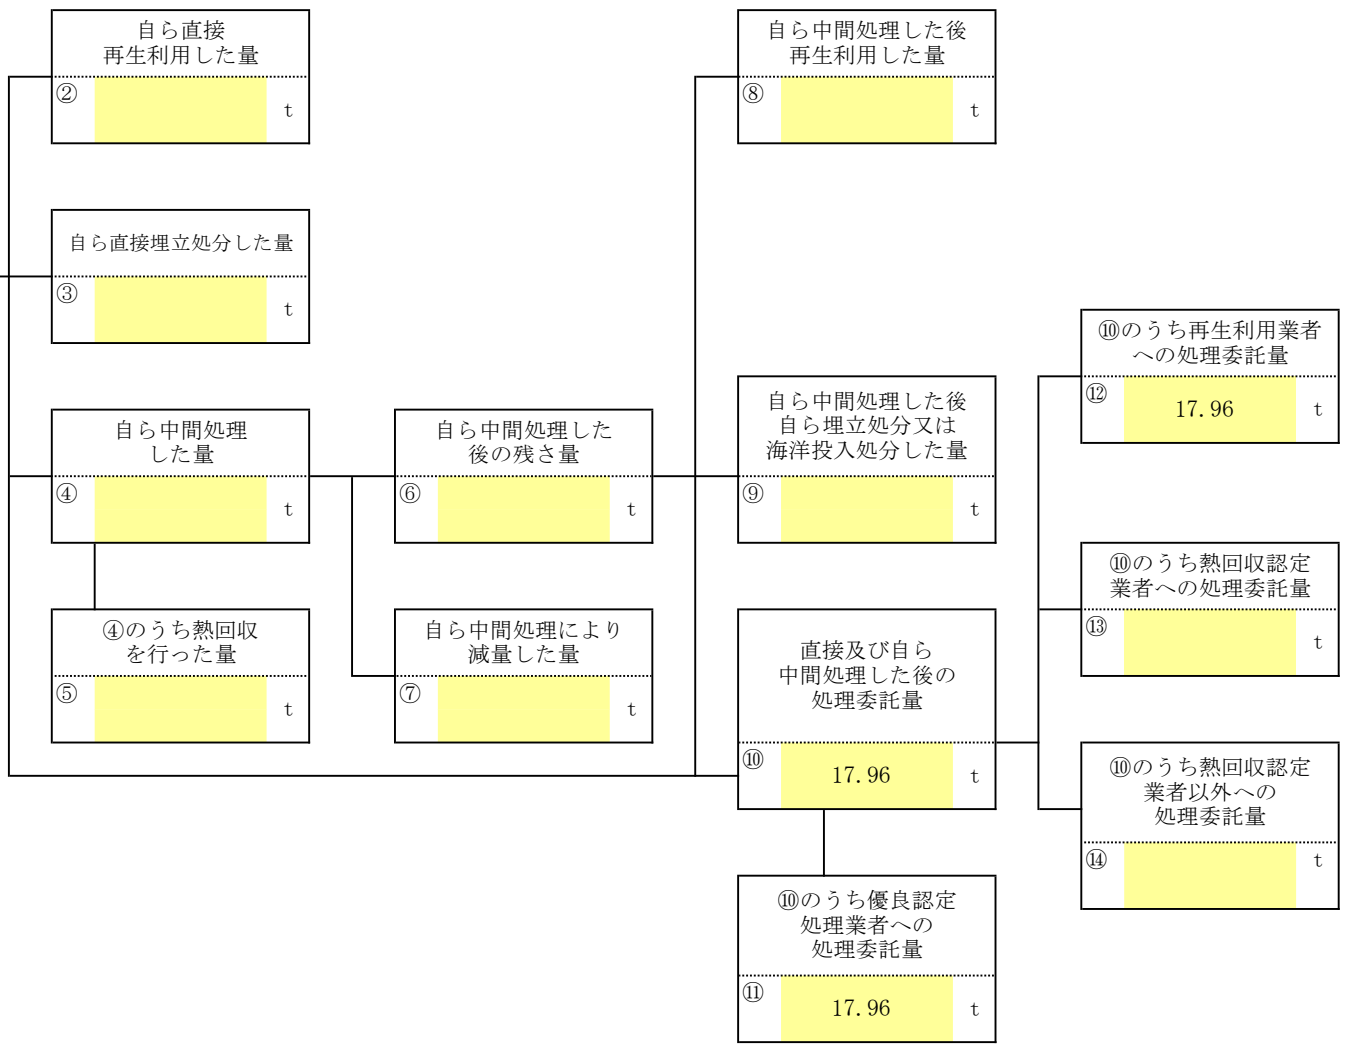 自ら直接
再生利用した量
②
t
自ら中間処理した後
再生利用した量
⑧
t
自ら直接埋立処分した量
③
t
⑩のうち再生利用業者
への処理委託量
⑫
17.96
t
自ら中間処理
した量
④
t
自ら中間処理した
後の残さ量
⑥
t
自ら中間処理した後
自ら埋立処分又は
海洋投入処分した量
⑨
t
⑩のうち熱回収認定
業者への処理委託量
⑬
t
④のうち熱回収
を行った量
⑤
t
自ら中間処理により
減量した量
⑦
t
直接及び自ら
中間処理した後の
処理委託量
⑩
17.96
t
⑩のうち熱回収認定
業者以外への
処理委託量
⑭
t
⑩のうち優良認定
処理業者への
処理委託量
⑪
17.96
t